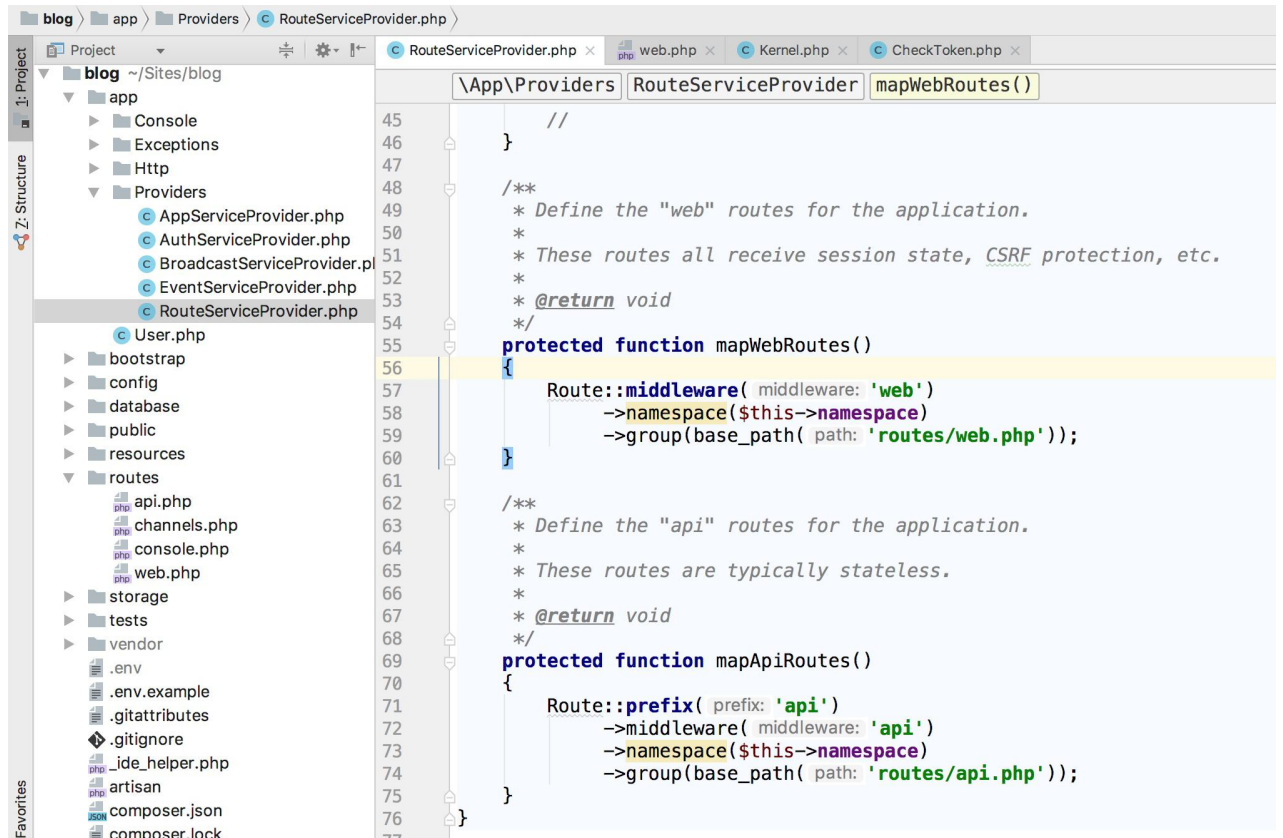 blog app Providers RouteServiceProvider.php
Project
RouteServiceProvider.php web.php Kernel.php CheckToken.php
1: Project
Z: Structure
Favorites
blog ~/Sites/blog
app
Console
Exceptions
Http
Providers
AppServiceProvider.php
AuthServiceProvider.php
BroadcastServiceProvider.pl
EventServiceProvider.php
RouteServiceProvider.php
User.php
bootstrap
config
database
public
resources
routes
api.php
channels.php
console.php
web.php
storage
tests
vendor
.env
.env.example
.gitattributes
.gitignore
_ide_helper.php
artisan
composer.json
composer.lock
\App\Providers RouteServiceProvider mapWebRoutes()
45 //
46 }
47
48 /**
49 * Define the "web" routes for the application.
50 *
51 * These routes all receive session state, CSRF protection, etc.
52 *
53 * @return void
54 */
55 protected function mapWebRoutes()
56 {
57 Route::middleware( middleware: 'web')
58 ->namespace($this->namespace)
59 ->group(base_path( path: 'routes/web.php'));
60 }
61
62 /**
63 * Define the "api" routes for the application.
64 *
65 * These routes are typically stateless.
66 *
67 * @return void
68 */
69 protected function mapApiRoutes()
70 {
71 Route::prefix( prefix: 'api')
72 ->middleware( middleware: 'api')
73 ->namespace($this->namespace)
74 ->group(base_path( path: 'routes/api.php'));
75 }
76 }
77